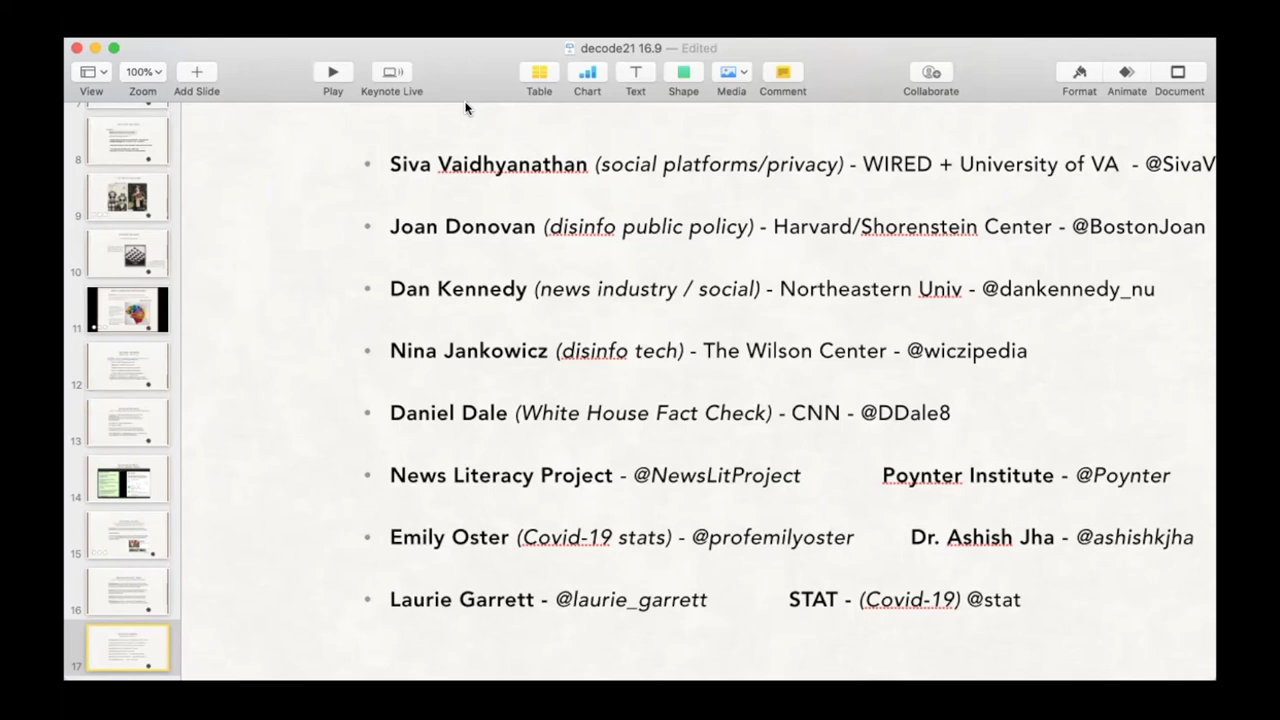 decode21 16.9 — Edited
100%
View Zoom Add Slide Play Keynote Live Table Chart Text Shape Media Comment Collaborate Format Animate Document
7
8
9
10
11
12
13
14
15
16
17
• Siva Vaidhyanathan (social platforms/privacy) - WIRED + University of VA - @SivaV
• Joan Donovan (disinfo public policy) - Harvard/Shorenstein Center - @BostonJoan
• Dan Kennedy (news industry / social) - Northeastern Univ - @dankennedy_nu
• Nina Jankowicz (disinfo tech) - The Wilson Center - @wiczipedia
• Daniel Dale (White House Fact Check) - CNN - @DDale8
• News Literacy Project - @NewsLitProject Poynter Institute - @Poynter
• Emily Oster (Covid-19 stats) - @profemilyoster Dr. Ashish Jha - @ashishkjha
• Laurie Garrett - @laurie_garrett STAT - (Covid-19) @stat